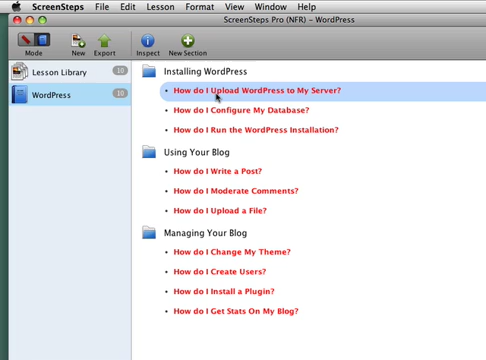 ScreenSteps File Edit Lesson Format View Window Help
ScreenSteps Pro (NFR) – WordPress
Mode New Export Inspect New Section
Lesson Library 10
WordPress 10
Installing WordPress
• How do I Upload WordPress to My Server?
• How do I Configure My Database?
• How do I Run the WordPress Installation?
Using Your Blog
• How do I Write a Post?
• How do I Moderate Comments?
• How do I Upload a File?
Managing Your Blog
• How do I Change My Theme?
• How do I Create Users?
• How do I Install a Plugin?
• How do I Get Stats On My Blog?